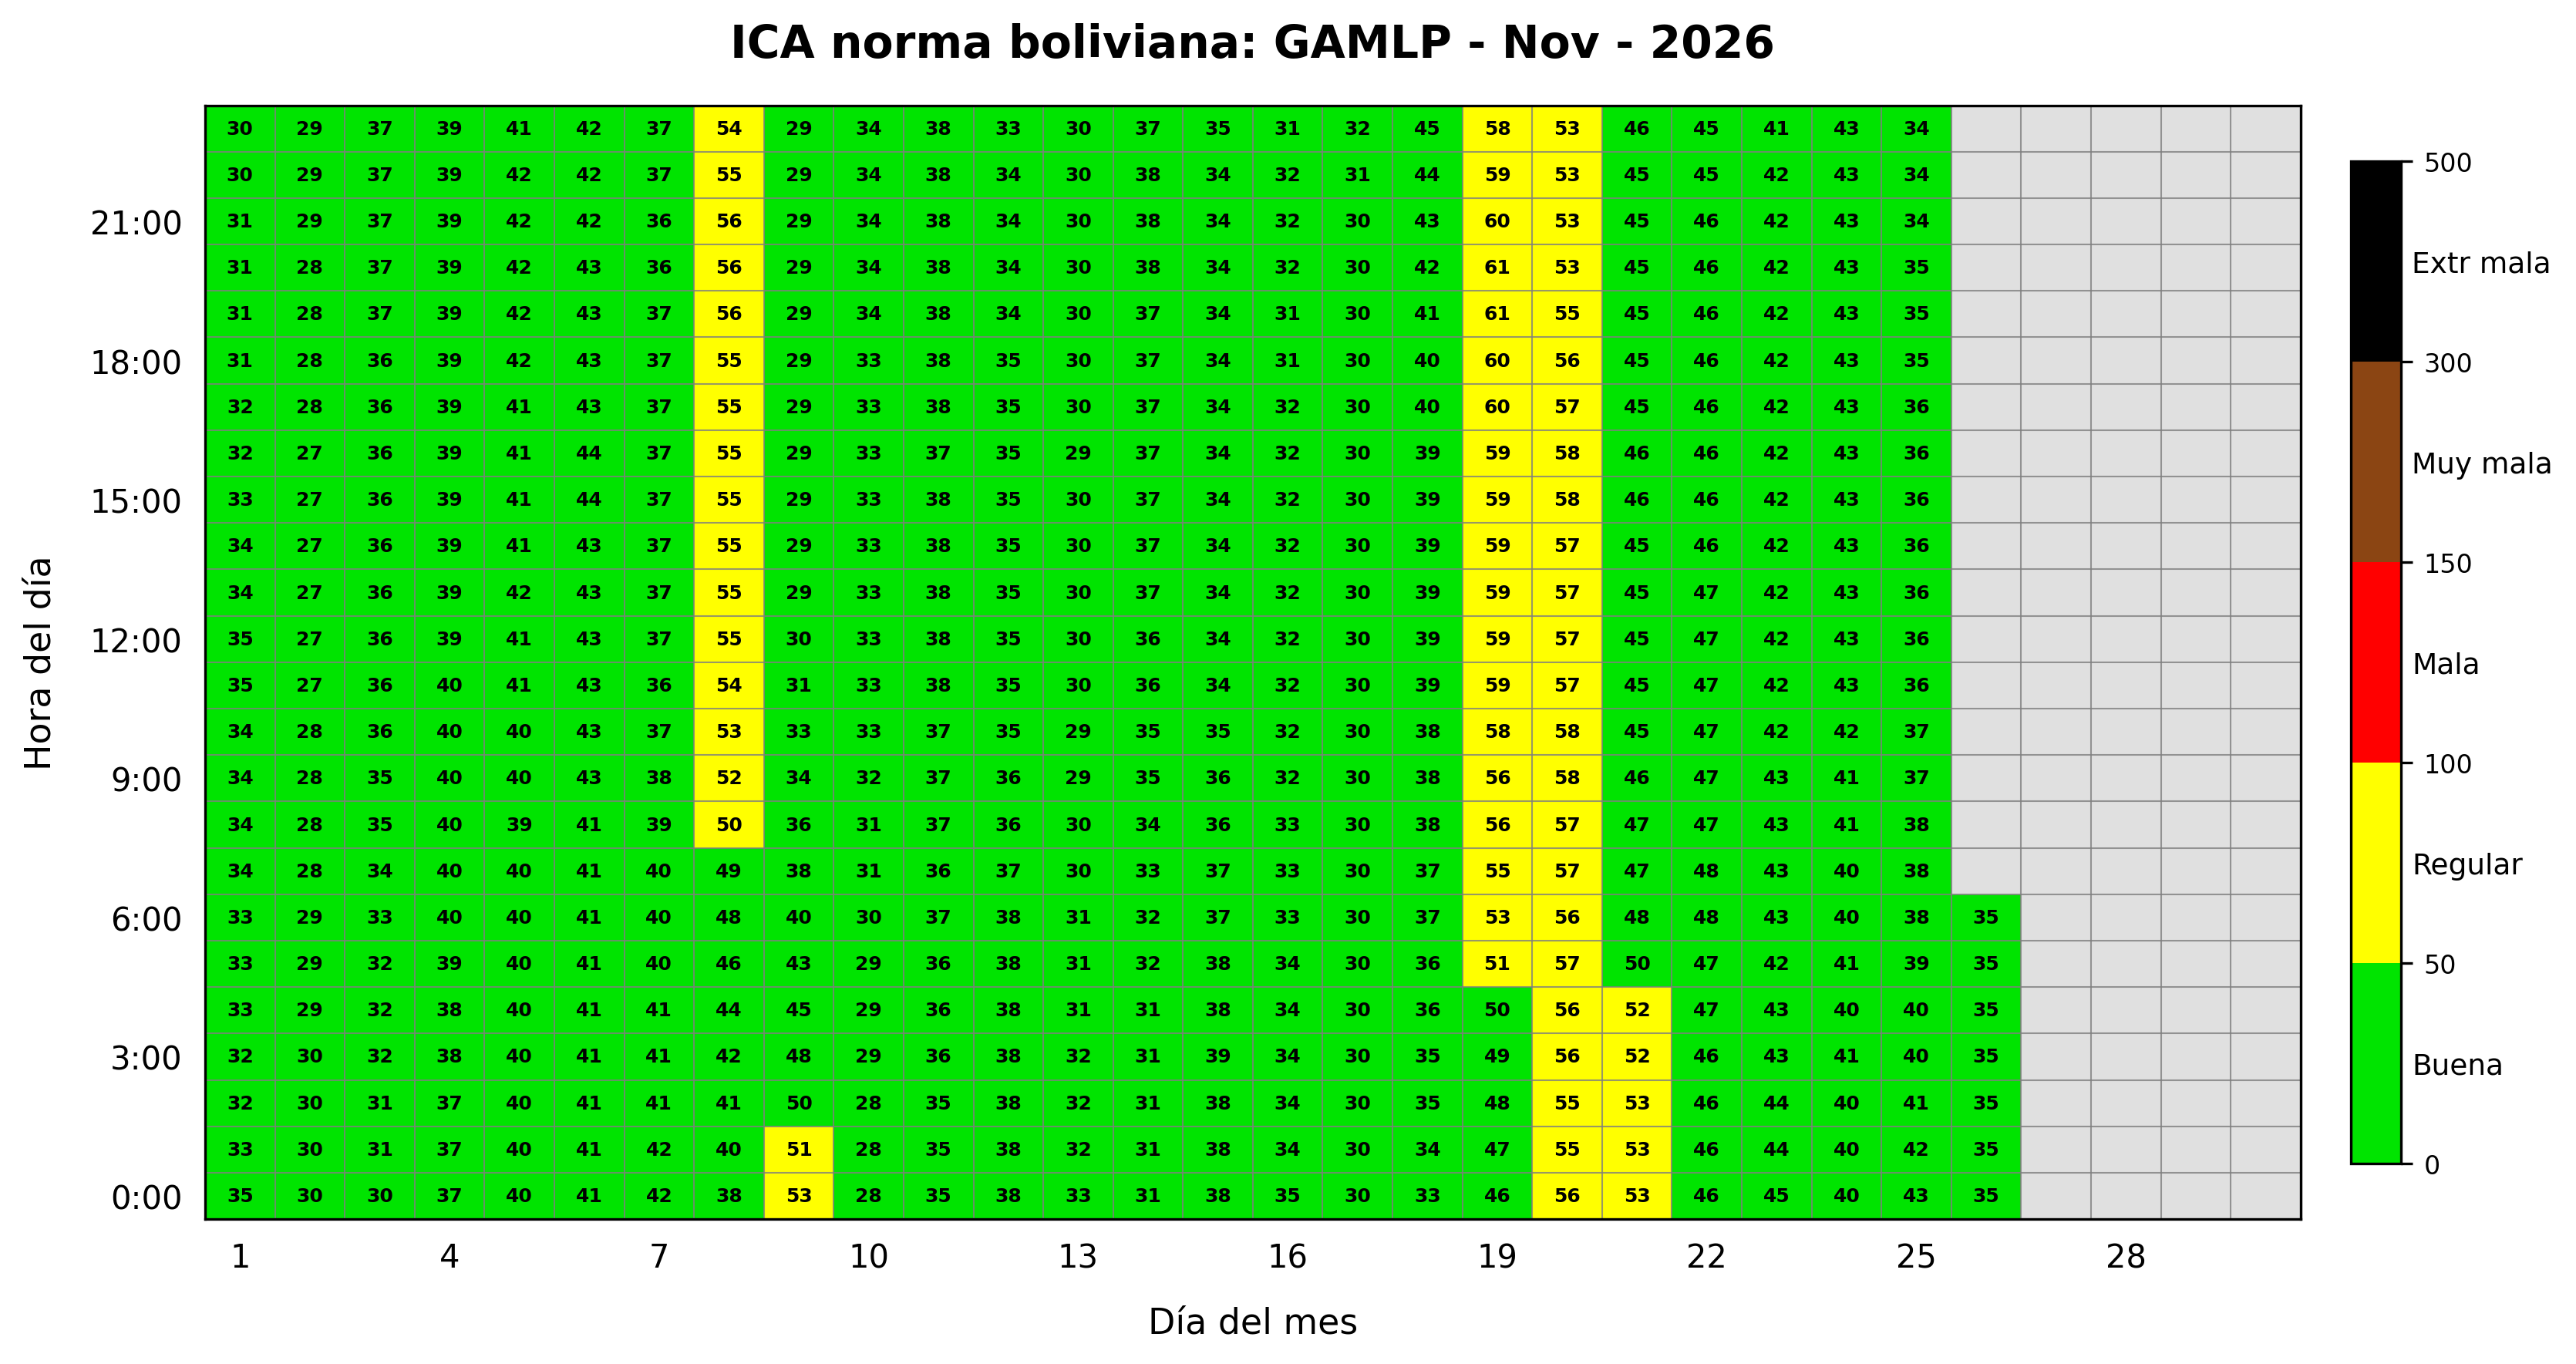 ICA norma boliviana: GAMLP - Nov - 2026
30 29 37 39 41 42 37 54 29 34 38 33 30 37 35 31 32 45 58 53 46 45 41 43 34
30 29 37 39 42 42 37 55 29 34 38 34 30 38 34 32 31 44 59 53 45 45 42 43 34
21:00 31 29 37 39 42 42 36 56 29 34 38 34 30 38 34 32 30 43 60 53 45 46 42 43 34
31 28 37 39 42 43 36 56 29 34 38 34 30 38 34 32 30 42 61 53 45 46 42 43 35
31 28 37 39 42 43 37 56 29 34 38 34 30 37 34 31 30 41 61 55 45 46 42 43 35
18:00 31 28 36 39 42 43 37 55 29 33 38 35 30 37 34 31 30 40 60 56 45 46 42 43 35
32 28 36 39 41 43 37 55 29 33 38 35 30 37 34 32 30 40 60 57 45 46 42 43 36
32 27 36 39 41 44 37 55 29 33 37 35 29 37 34 32 30 39 59 58 46 46 42 43 36
15:00 33 27 36 39 41 44 37 55 29 33 38 35 30 37 34 32 30 39 59 58 46 46 42 43 36
34 27 36 39 41 43 37 55 29 33 38 35 30 37 34 32 30 39 59 57 45 46 42 43 36
34 27 36 39 42 43 37 55 29 33 38 35 30 37 34 32 30 39 59 57 45 47 42 43 36
12:00 35 27 36 39 41 43 37 55 30 33 38 35 30 36 34 32 30 39 59 57 45 47 42 43 36
35 27 36 40 41 43 36 54 31 33 38 35 30 36 34 32 30 39 59 57 45 47 42 43 36
34 28 36 40 40 43 37 53 33 33 37 35 29 35 35 32 30 38 58 58 45 47 42 42 37
9:00 34 28 35 40 40 43 38 52 34 32 37 36 29 35 36 32 30 38 56 58 46 47 43 41 37
34 28 35 40 39 41 39 50 36 31 37 36 30 34 36 33 30 38 56 57 47 47 43 41 38
34 28 34 40 40 41 40 49 38 31 36 37 30 33 37 33 30 37 55 57 47 48 43 40 38
6:00 33 29 33 40 40 41 40 48 40 30 37 38 31 32 37 33 30 37 53 56 48 48 43 40 38 35
33 29 32 39 40 41 40 46 43 29 36 38 31 32 38 34 30 36 51 57 50 47 42 41 39 35
33 29 32 38 40 41 41 44 45 29 36 38 31 31 38 34 30 36 50 56 52 47 43 40 40 35
3:00 32 30 32 38 40 41 41 42 48 29 36 38 32 31 39 34 30 35 49 56 52 46 43 41 40 35
32 30 31 37 40 41 41 41 50 28 35 38 32 31 38 34 30 35 48 55 53 46 44 40 41 35
33 30 31 37 40 41 42 40 51 28 35 38 32 31 38 34 30 34 47 55 53 46 44 40 42 35
0:00 35 30 30 37 40 41 42 38 53 28 35 38 33 31 38 35 30 33 46 56 53 46 45 40 43 35
1 4 7 10 13 16 19 22 25 28
Día del mes
Hora del día
500
Extr mala
300
Muy mala
150
Mala
100
Regular
50
Buena
0